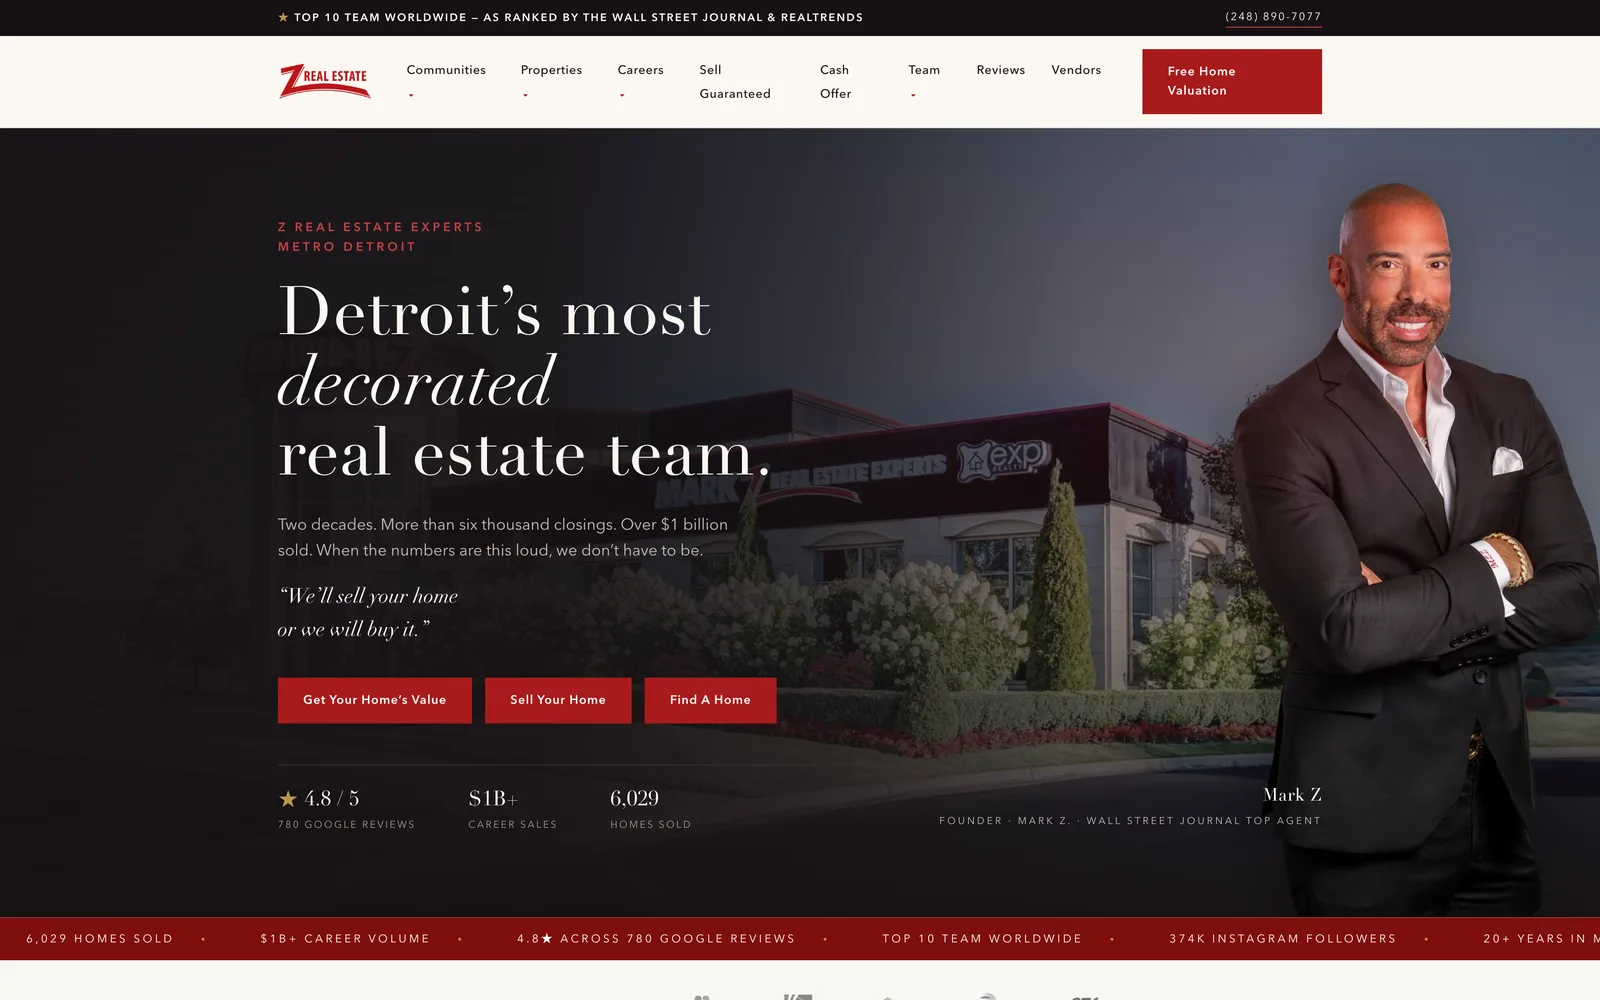 ★ TOP 10 TEAM WORLDWIDE – AS RANKED BY THE WALL STREET JOURNAL & REALTRENDS
(248) 890-7077
Z REAL ESTATE
Communities
Properties
Careers
Sell Guaranteed
Cash Offer
Team
Reviews
Vendors
Free Home Valuation
Z REAL ESTATE EXPERTS
METRO DETROIT
Detroit’s most
decorated
real estate team.
MARK Z REAL ESTATE EXPERTS
exp
REALTY
Two decades. More than six thousand closings. Over $1 billion
sold. When the numbers are this loud, we don’t have to be.
“We’ll sell your home
or we will buy it.”
Get Your Home’s Value
Sell Your Home
Find A Home
★ 4.8 / 5
780 GOOGLE REVIEWS
$1B+
CAREER SALES
6,029
HOMES SOLD
Mark Z
FOUNDER · MARK Z. · WALL STREET JOURNAL TOP AGENT
6,029 HOMES SOLD • $1B+ CAREER VOLUME • 4.8★ ACROSS 780 GOOGLE REVIEWS • TOP 10 TEAM WORLDWIDE • 374K INSTAGRAM FOLLOWERS • 20+ YEARS IN